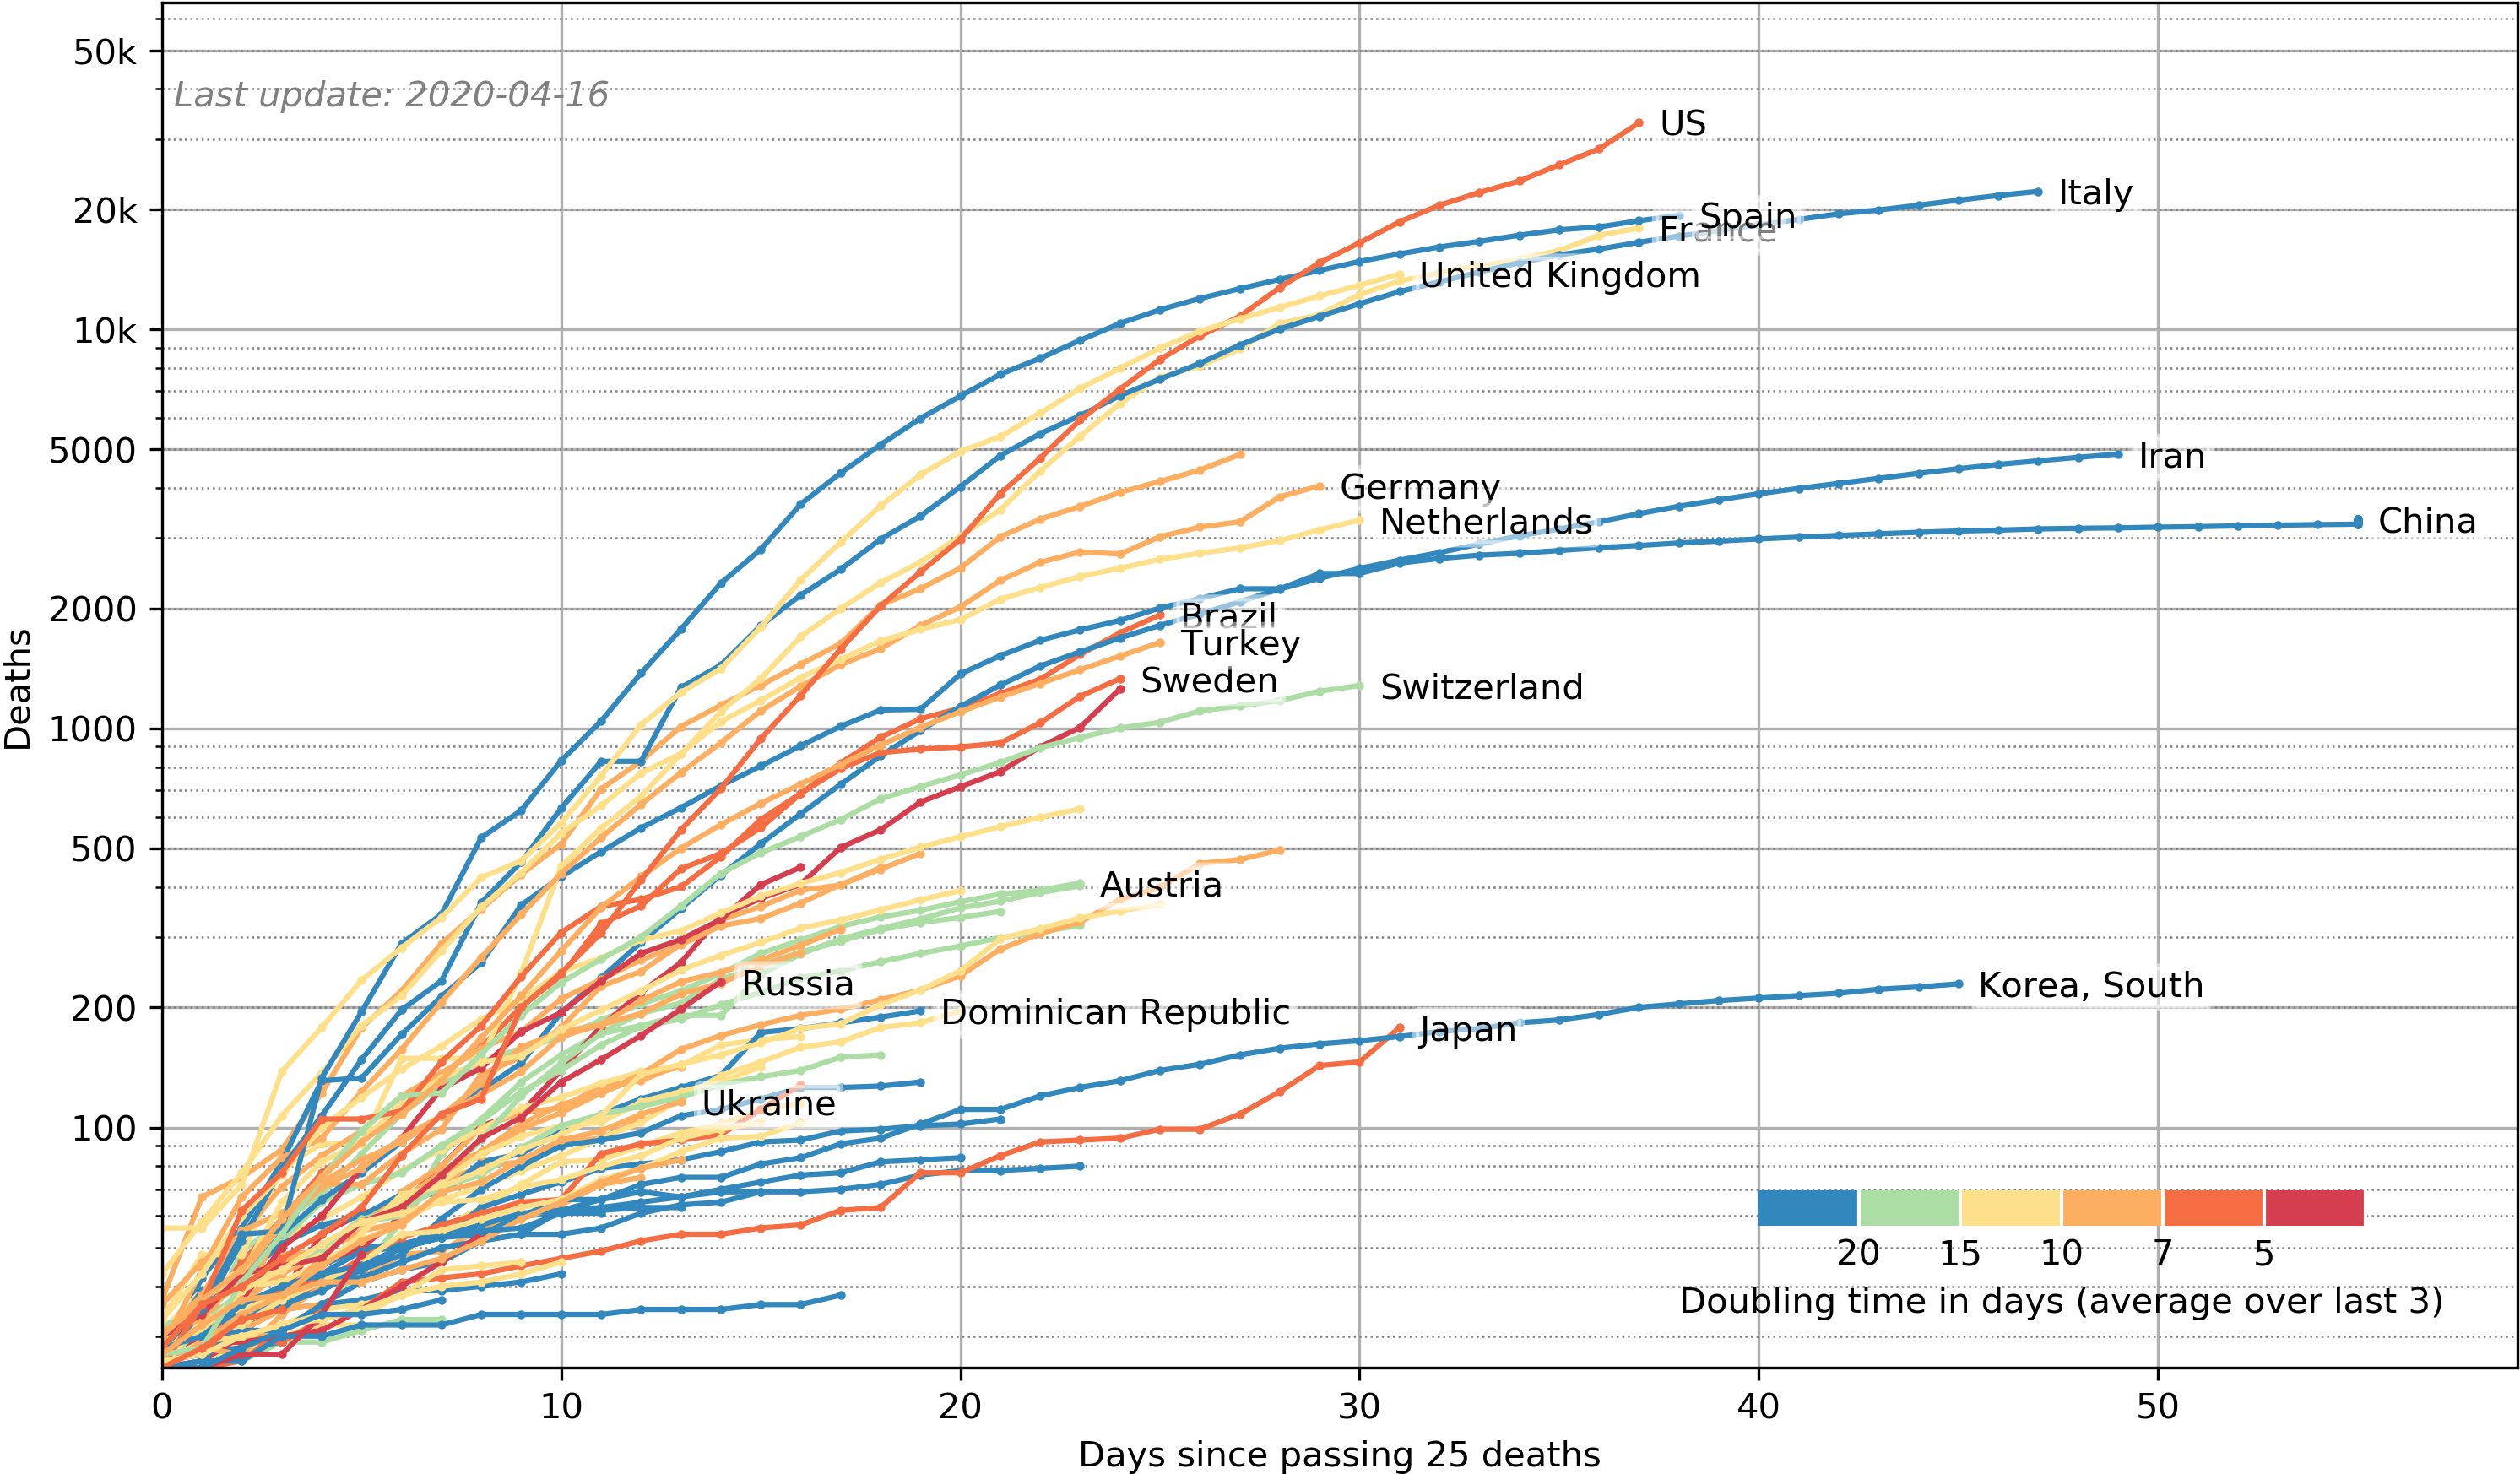 50k
Last update: 2020-04-16
US
20k
Italy
Spain
France
United Kingdom
10k
5000
Iran
Germany
Netherlands
China
2000
Brazil
Turkey
Sweden
Switzerland
Deaths
1000
500
Austria
Russia
Korea, South
200
Dominican Republic
Japan
Ukraine
100
20 15 10 7 5
Doubling time in days (average over last 3)
0 10 20 30 40 50
Days since passing 25 deaths